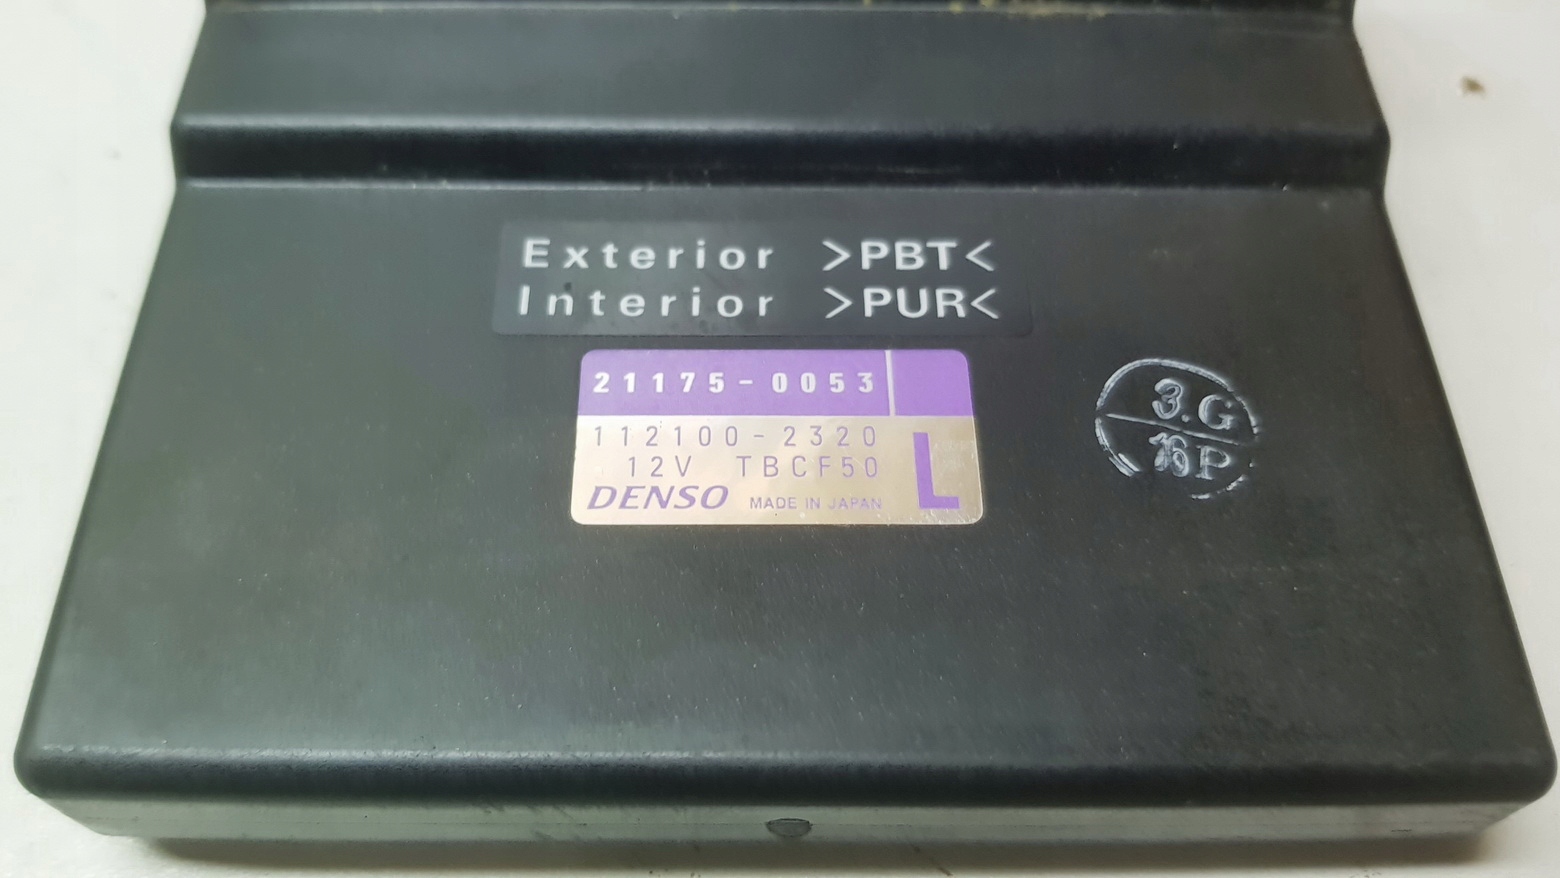 Exterior >PBT<
Interior >PUR<
21175-0053
112100-2320
12V TBCF50 L
DENSO MADE IN JAPAN
3.G
P